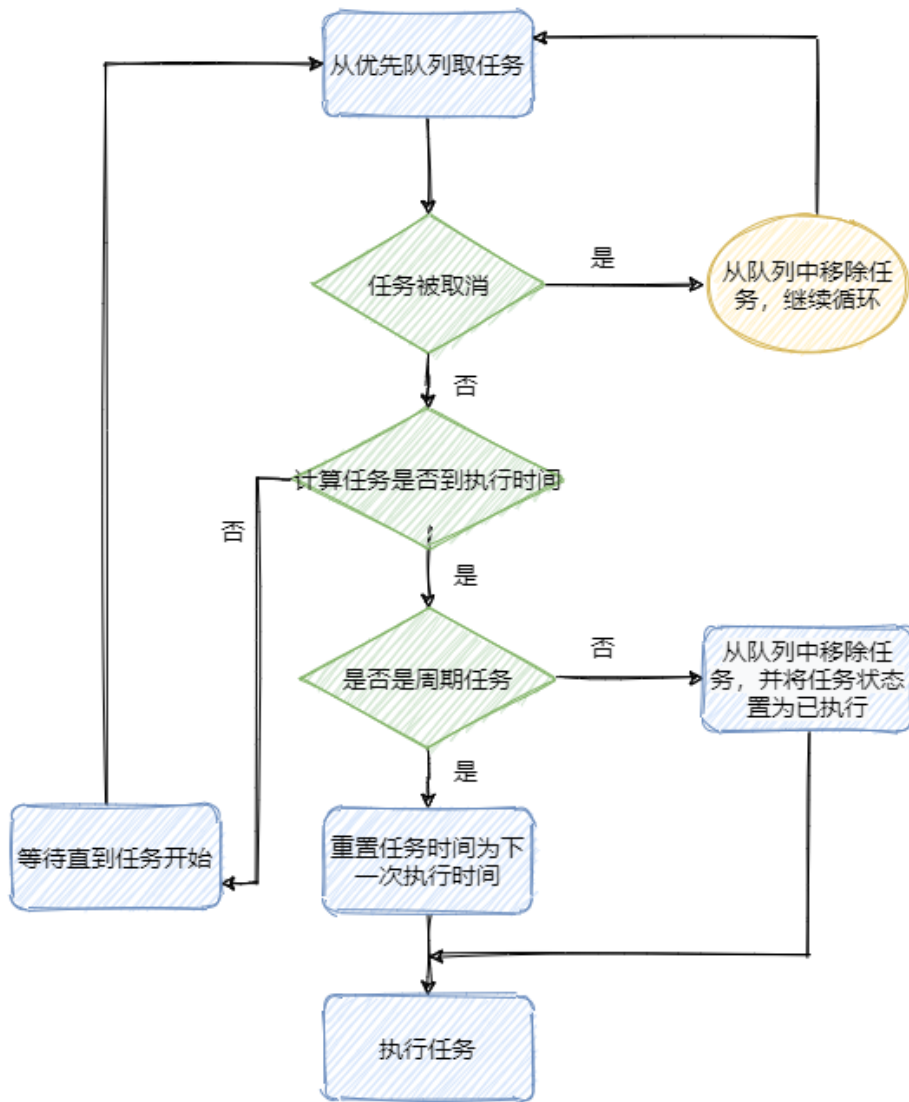 从优先队列取任务
任务被取消
是
从队列中移除任
务，继续循环
否
计算任务是否到执行时间
否
是
是否是周期任务
否
从队列中移除任
务，并将任务状态
置为已执行
是
等待直到任务开始
重置任务时间为下
一次执行时间
执行任务